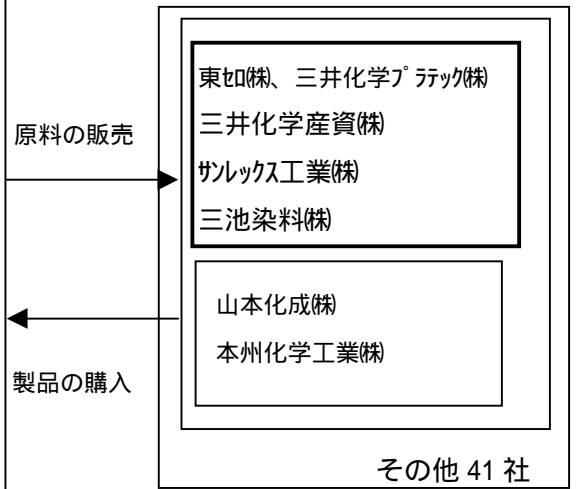 東ｾﾛ㈱、三井化学ﾌﾟﾗﾃｯｸ㈱
三井化学産資㈱
ｻﾝﾚｯｸｽ工業㈱
三池染料㈱
原料の販売
山本化成㈱
本州化学工業㈱
製品の購入
その他 41 社